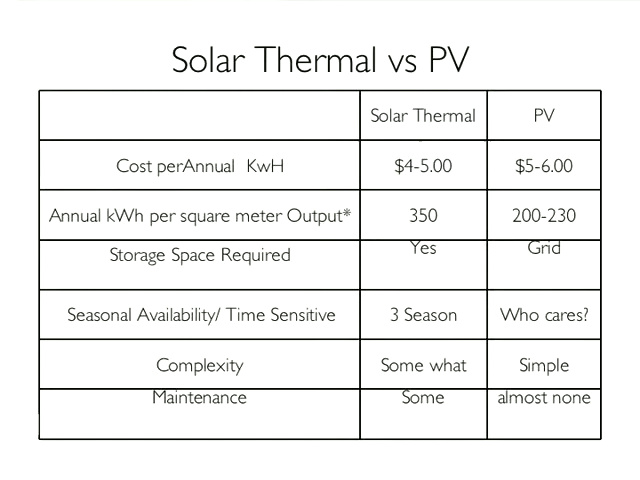 Solar Thermal vs PV
Solar Thermal PV
Cost perAnnual KwH $4-5.00 $5-6.00
Annual kWh per square meter Output* 350 200-230
Storage Space Required Yes Grid
Seasonal Availability/ Time Sensitive 3 Season Who cares?
Complexity Some what Simple
Maintenance Some almost none